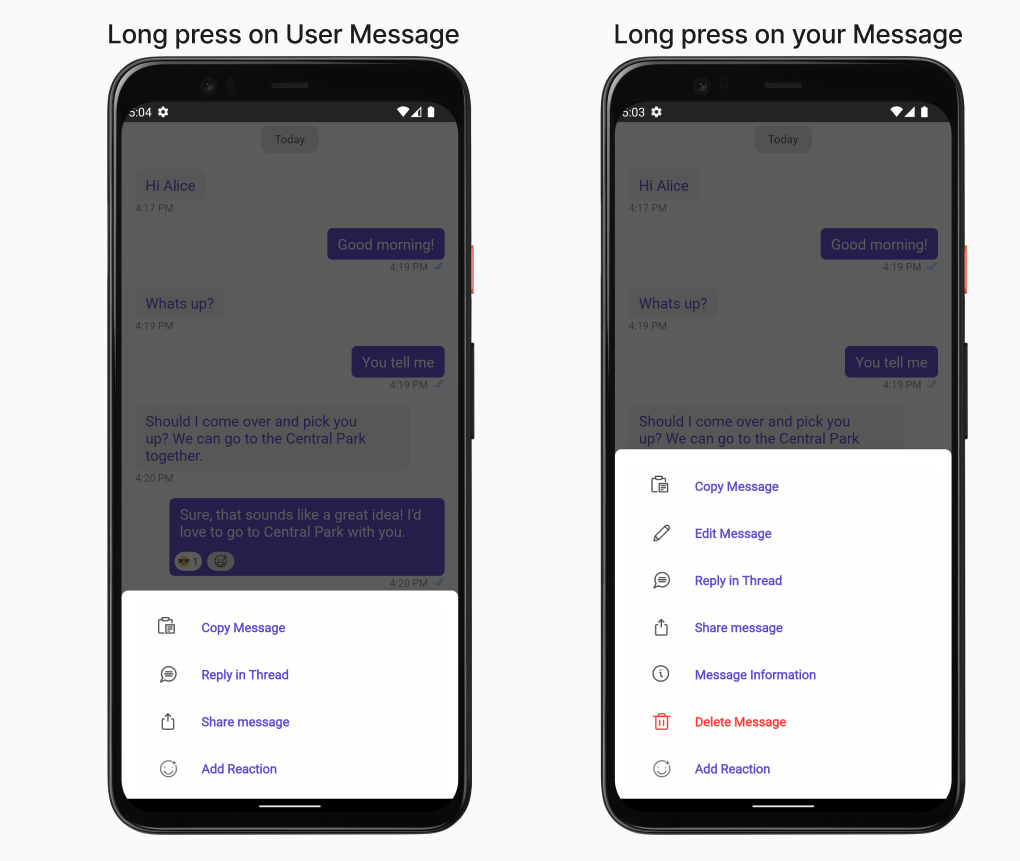 Long press on User Message
5:04
Today
Hi Alice
4:17 PM
Good morning!
4:19 PM
Whats up?
4:19 PM
You tell me
4:19 PM
Should I come over and pick you
up? We can go to the Central Park
together.
4:20 PM
Sure, that sounds like a great idea! I'd
love to go to Central Park with you.
1
4:20 PM
Copy Message
Reply in Thread
Share message
Add Reaction
Long press on your Message
5:03
Today
Hi Alice
4:17 PM
Good morning!
4:19 PM
Whats up?
4:19 PM
You tell me
4:19 PM
Should I come over and pick you
up? We can go to the Central Park
Copy Message
Edit Message
Reply in Thread
Share message
Message Information
Delete Message
Add Reaction